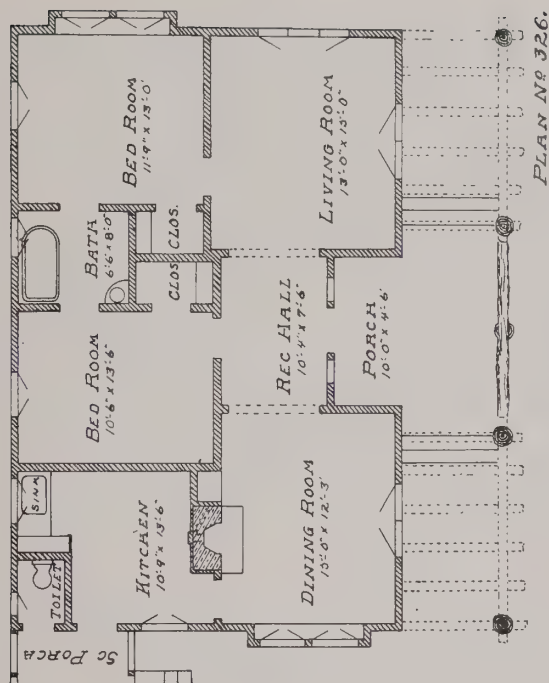 BED ROOM
11'-9" X 13'-0"
LIVING ROOM
13'-0" X 15'-0"
BATH
6'-6" X 8'-0"
CLOS.
CLOS
BED ROOM
10'-6" X 13'-6"
REC HALL
10'-4" X 7'-6"
PORCH
10'-0" X 4'-6"
SINK
KITCHEN
10'-9" X 13'-6"
DINING ROOM
15'-0" X 12'-3"
TOILET
SC PORCH
PLAN NO 326.